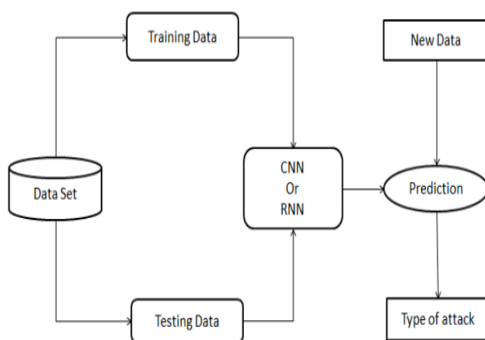 Training Data
New Data
CNN
Or
RNN
Data Set
Prediction
Testing Data
Type of attack